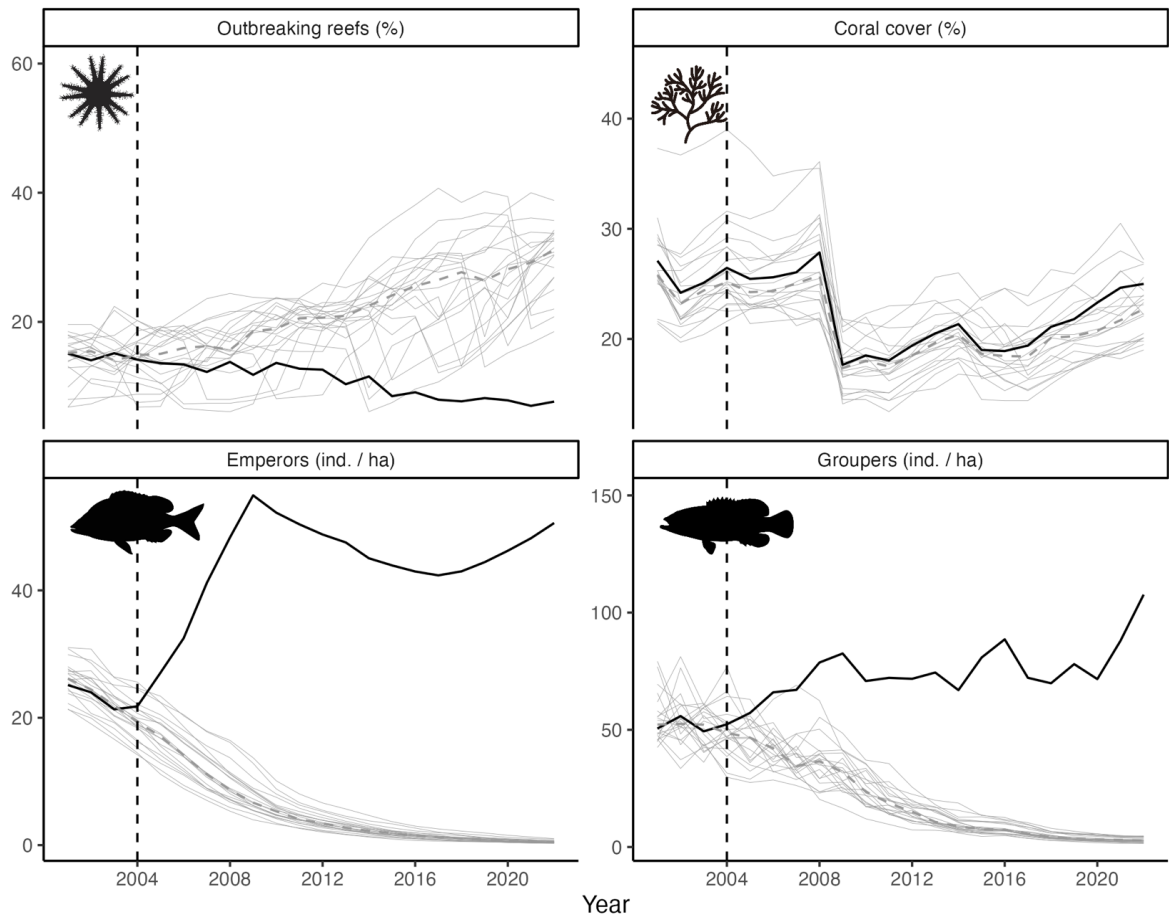 Outbreaking reefs (%)
Coral cover (%)
60
40
20
40
30
20
Emperors (ind. / ha)
Groupers (ind. / ha)
40
20
0
150
100
50
0
2004 2008 2012 2016 2020
2004 2008 2012 2016 2020
Year